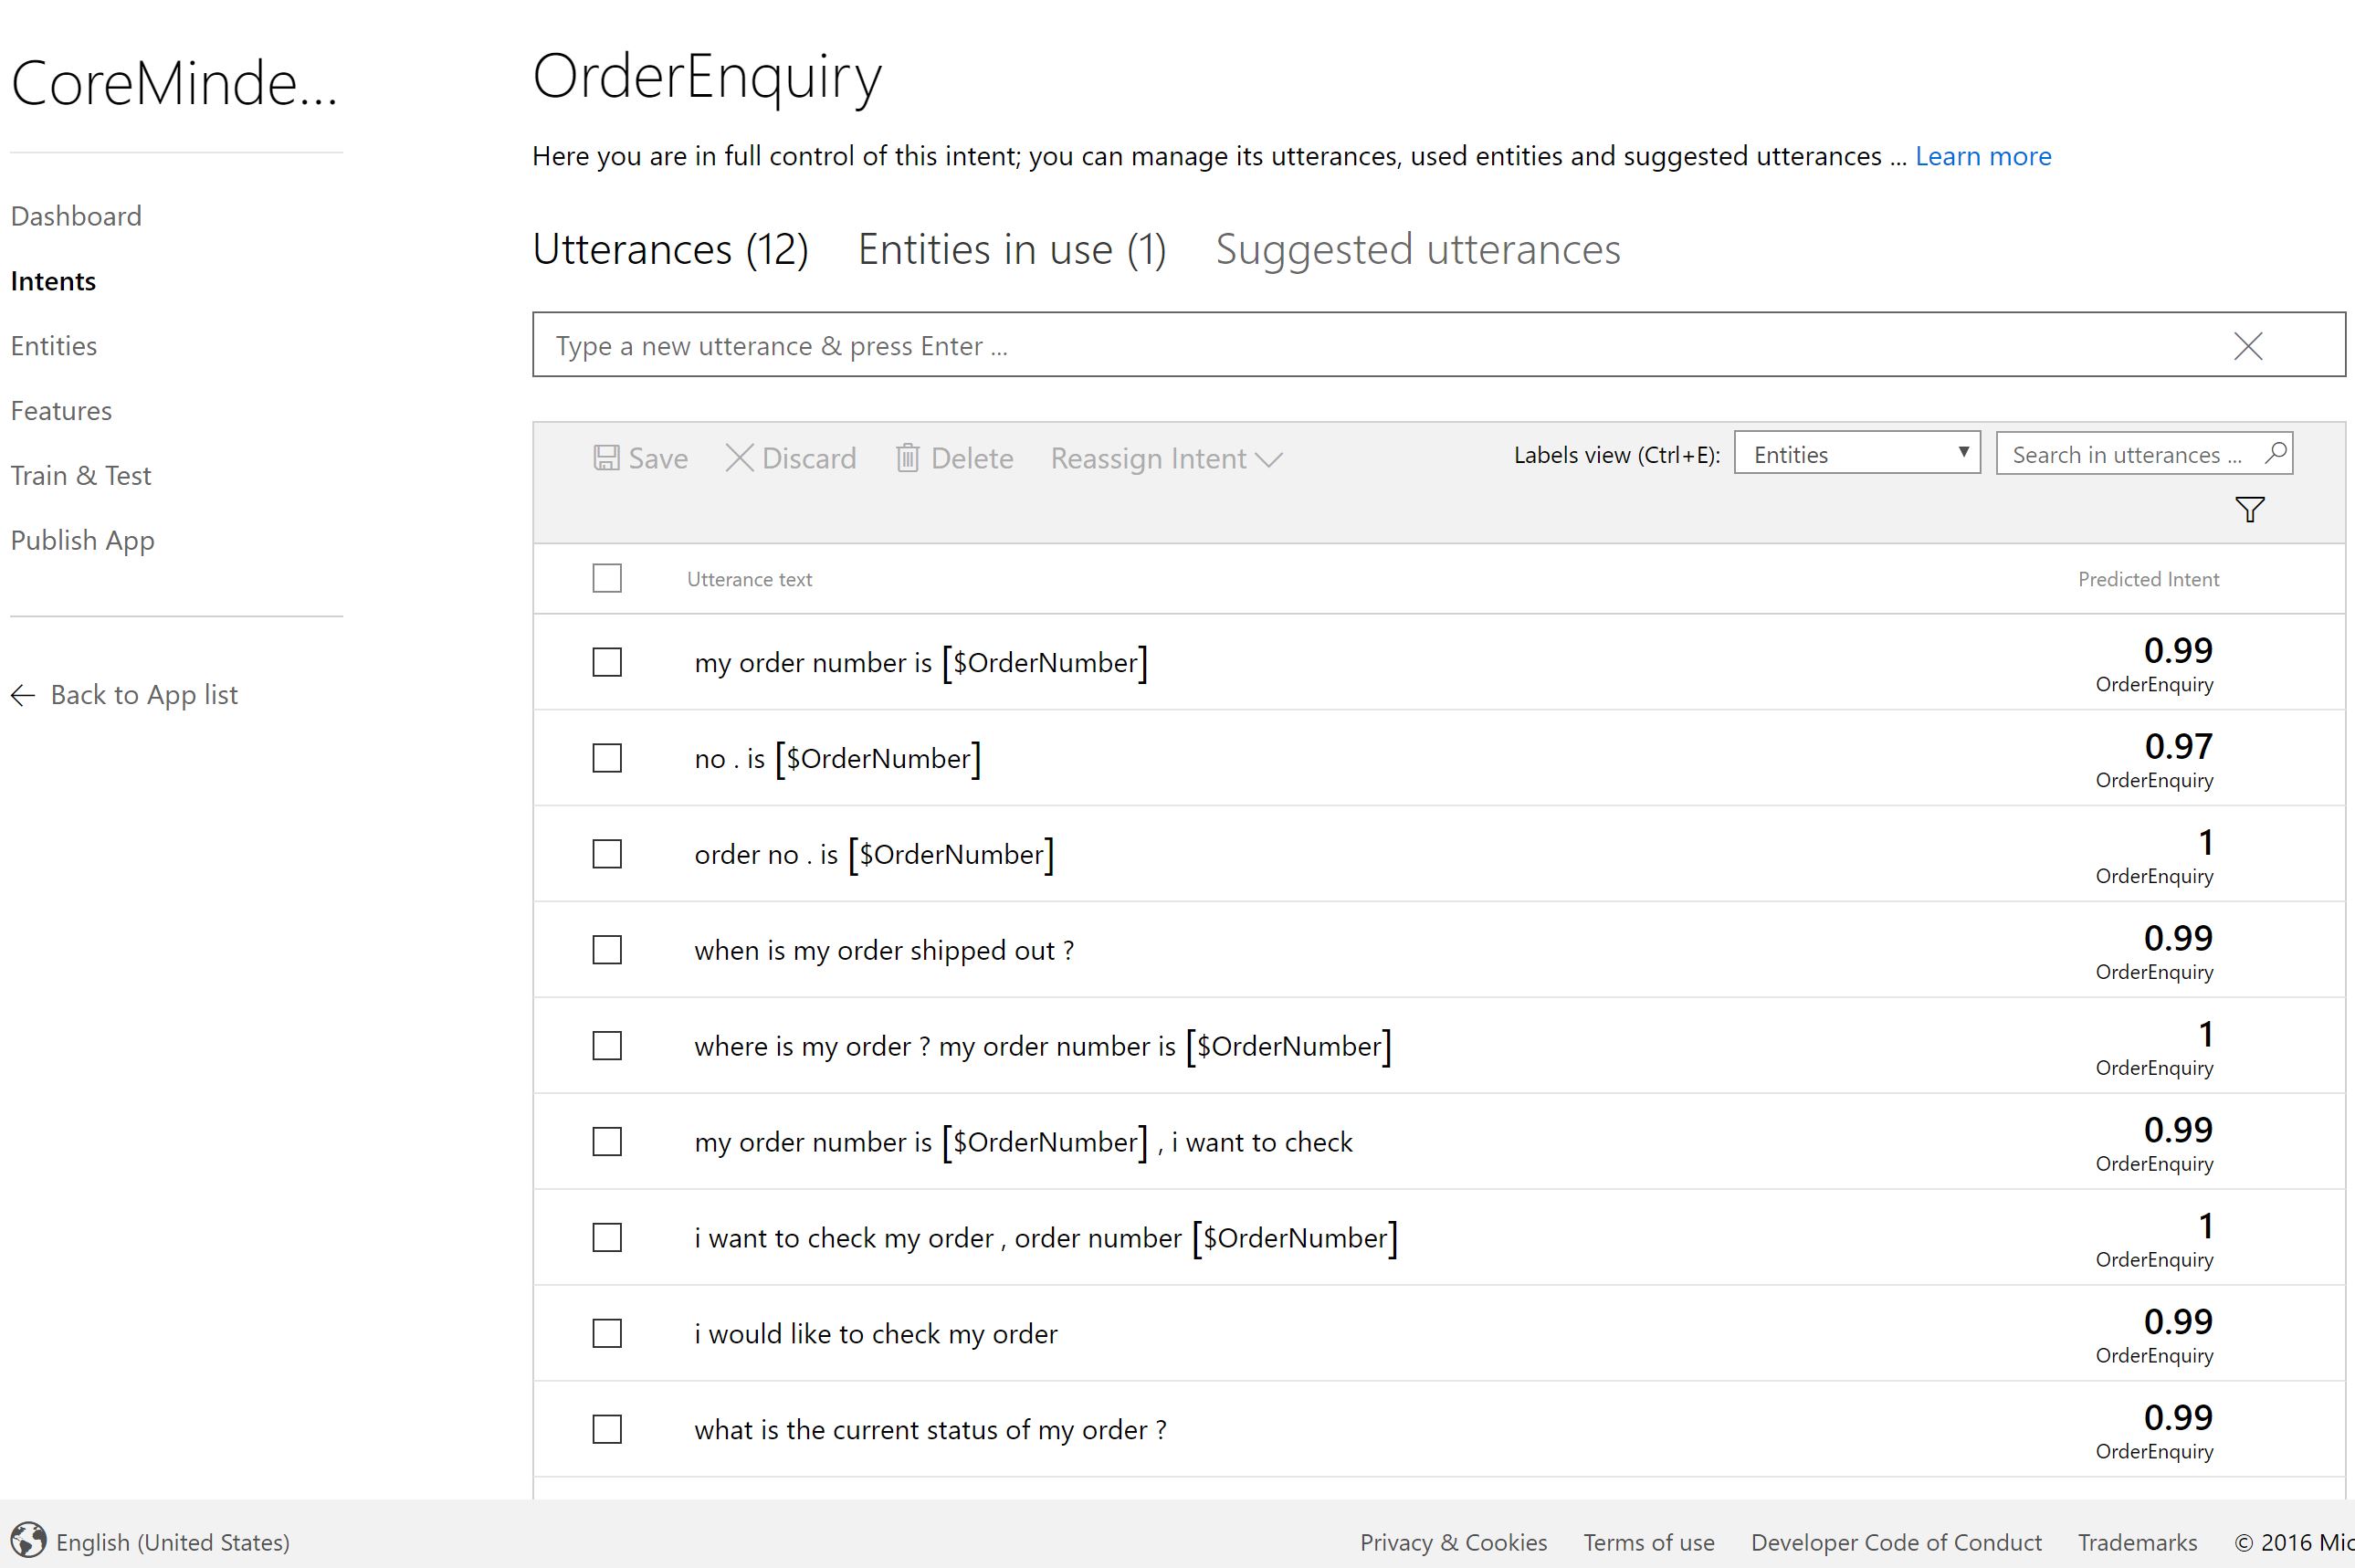 CoreMinde...
Dashboard
Intents
Entities
Features
Train & Test
Publish App
Back to App list
OrderEnquiry
Here you are in full control of this intent; you can manage its utterances, used entities and suggested utterances ... Learn more
Utterances (12) Entities in use (1) Suggested utterances
Type a new utterance & press Enter ...
Save Discard Delete Reassign Intent Labels view (Ctrl+E): Entities Search in utterances ...
Utterance text Predicted Intent
my order number is [$OrderNumber] 0.99
OrderEnquiry
no . is [$OrderNumber] 0.97
OrderEnquiry
order no . is [$OrderNumber] 1
OrderEnquiry
when is my order shipped out ? 0.99
OrderEnquiry
where is my order ? my order number is [$OrderNumber] 1
OrderEnquiry
my order number is [$OrderNumber] , i want to check 0.99
OrderEnquiry
i want to check my order , order number [$OrderNumber] 1
OrderEnquiry
i would like to check my order 0.99
OrderEnquiry
what is the current status of my order ? 0.99
OrderEnquiry
English (United States) Privacy & Cookies Terms of use Developer Code of Conduct Trademarks © 2016 Mic